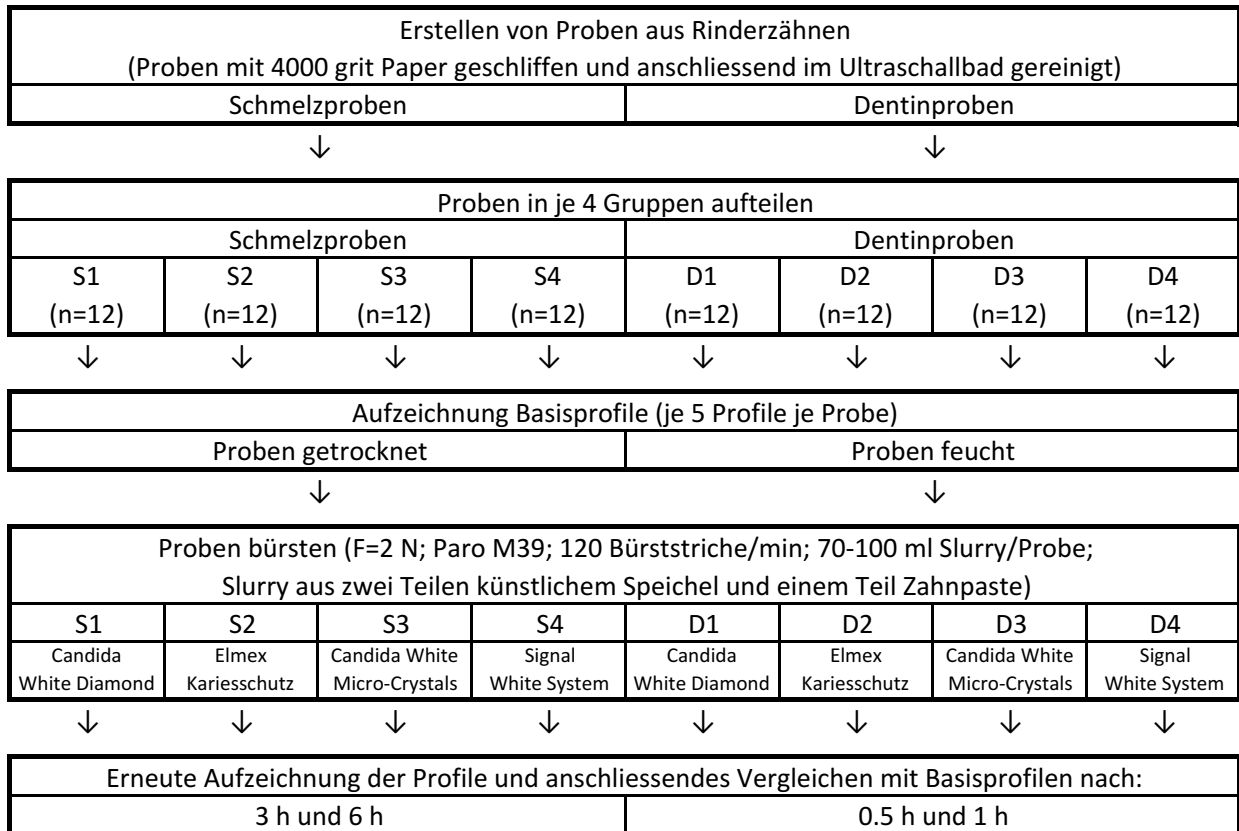 Erstellen von Proben aus Rinderzähnen
(Proben mit 4000 grit Paper geschliffen und anschliessend im Ultraschallbad gereinigt)
Schmelzproben Dentinproben
↓ ↓
Proben in je 4 Gruppen aufteilen
Schmelzproben Dentinproben
S1 S2 S3 S4 D1 D2 D3 D4
(n=12) (n=12) (n=12) (n=12) (n=12) (n=12) (n=12) (n=12)
↓ ↓ ↓ ↓ ↓ ↓ ↓ ↓
Aufzeichnung Basisprofile (je 5 Profile je Probe)
Proben getrocknet Proben feucht
↓ ↓
Proben bürsten (F=2 N; Paro M39; 120 Bürststriche/min; 70-100 ml Slurry/Probe;
Slurry aus zwei Teilen künstlichem Speichel und einem Teil Zahnpaste)
S1 S2 S3 S4 D1 D2 D3 D4
Candida Elmex Candida White Signal Candida Elmex Candida White Signal
White Diamond Kariesschutz Micro-Crystals White System White Diamond Kariesschutz Micro-Crystals White System
↓ ↓ ↓ ↓ ↓ ↓ ↓ ↓
Erneute Aufzeichnung der Profile und anschliessendes Vergleichen mit Basisprofilen nach:
3 h und 6 h 0.5 h und 1 h